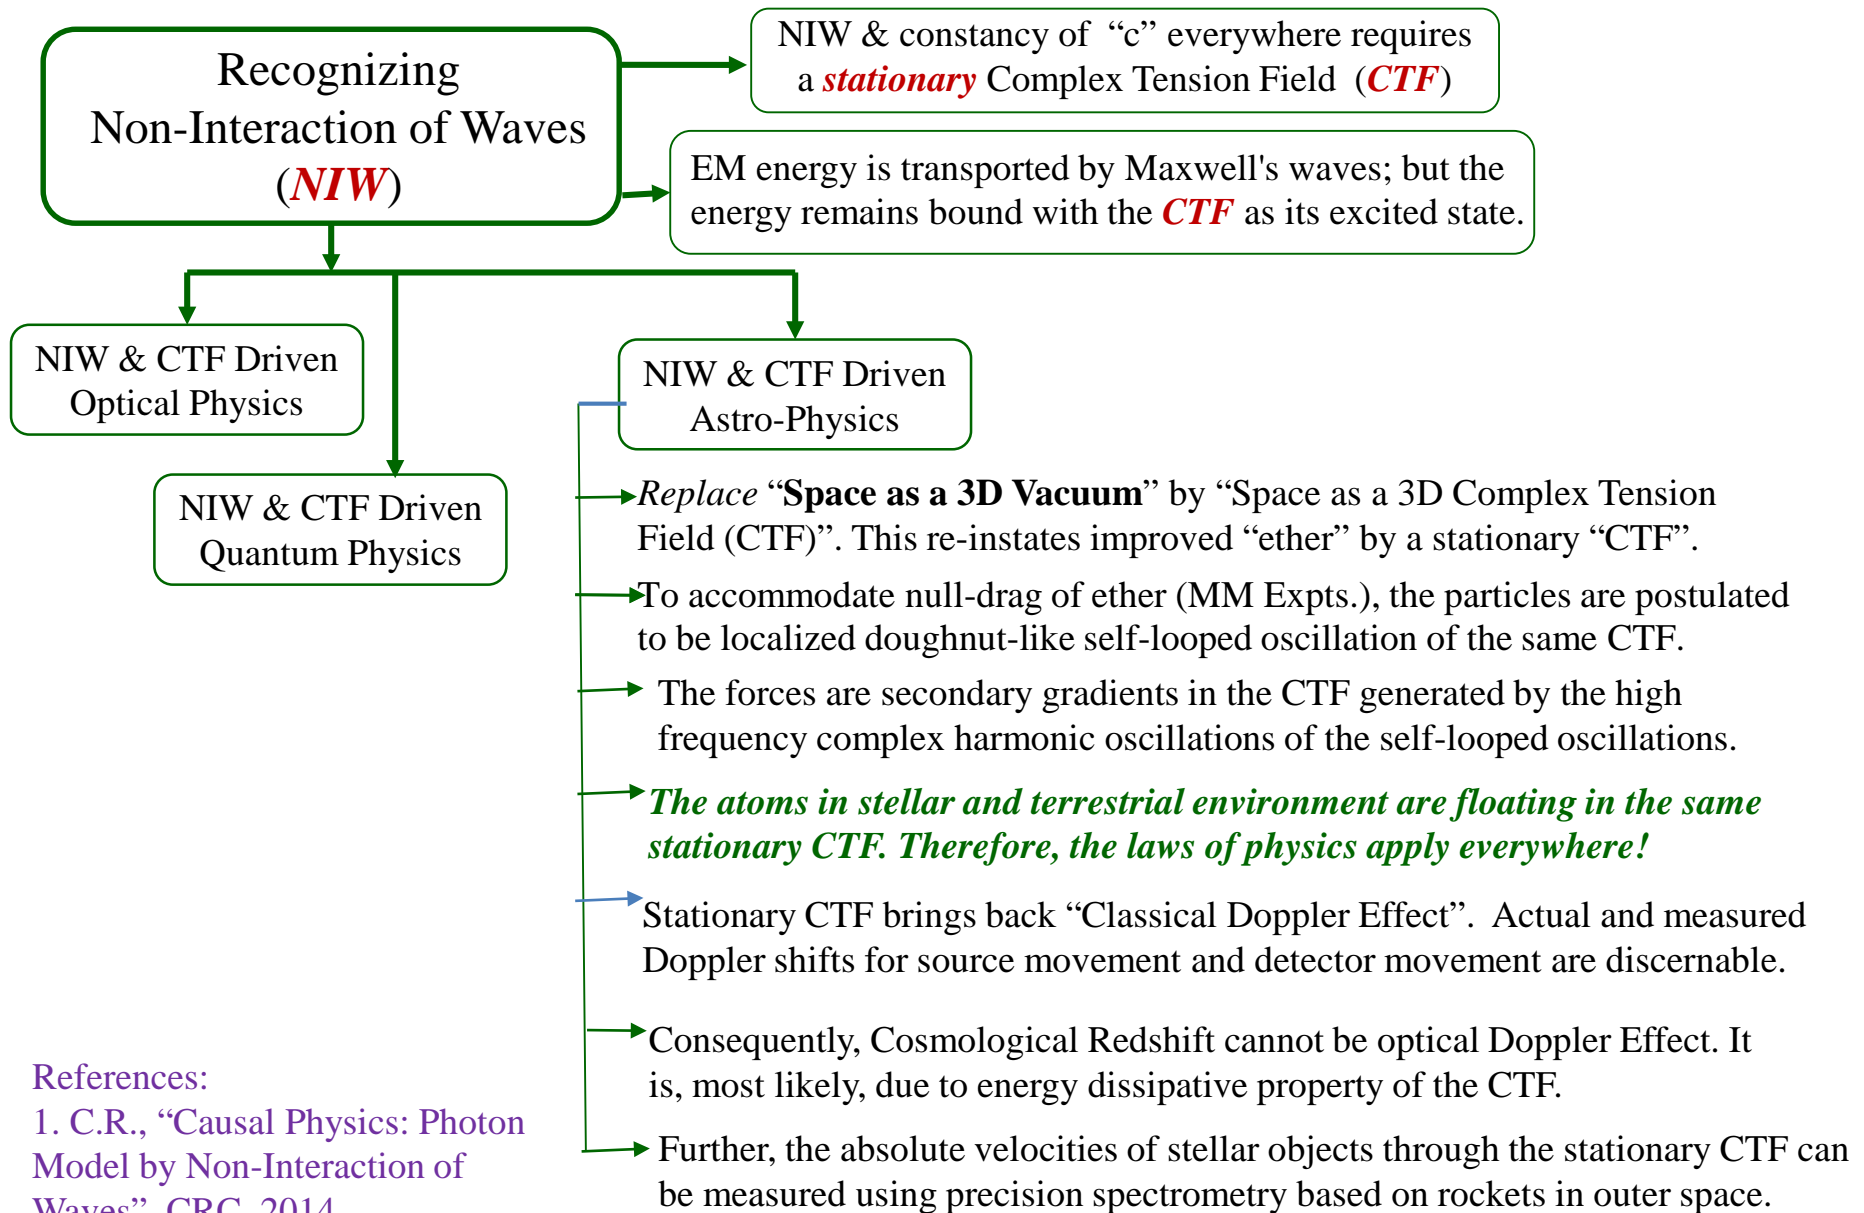 Recognizing
Non-Interaction of Waves
(NIW)
NIW & constancy of “c” everywhere requires
a stationary Complex Tension Field (CTF)
EM energy is transported by Maxwell's waves; but the
energy remains bound with the CTF as its excited state.
NIW & CTF Driven
Optical Physics
NIW & CTF Driven
Quantum Physics
NIW & CTF Driven
Astro-Physics
Replace “Space as a 3D Vacuum” by “Space as a 3D Complex Tension
Field (CTF)”. This re-instates improved “ether” by a stationary “CTF”.
To accommodate null-drag of ether (MM Expts.), the particles are postulated
to be localized doughnut-like self-looped oscillation of the same CTF.
The forces are secondary gradients in the CTF generated by the high
frequency complex harmonic oscillations of the self-looped oscillations.
The atoms in stellar and terrestrial environment are floating in the same
stationary CTF. Therefore, the laws of physics apply everywhere!
Stationary CTF brings back “Classical Doppler Effect”. Actual and measured
Doppler shifts for source movement and detector movement are discernable.
Consequently, Cosmological Redshift cannot be optical Doppler Effect. It
is, most likely, due to energy dissipative property of the CTF.
Further, the absolute velocities of stellar objects through the stationary CTF can
be measured using precision spectrometry based on rockets in outer space.
References:
1. C.R., “Causal Physics: Photon
Model by Non-Interaction of
Waves”, CRC, 2014